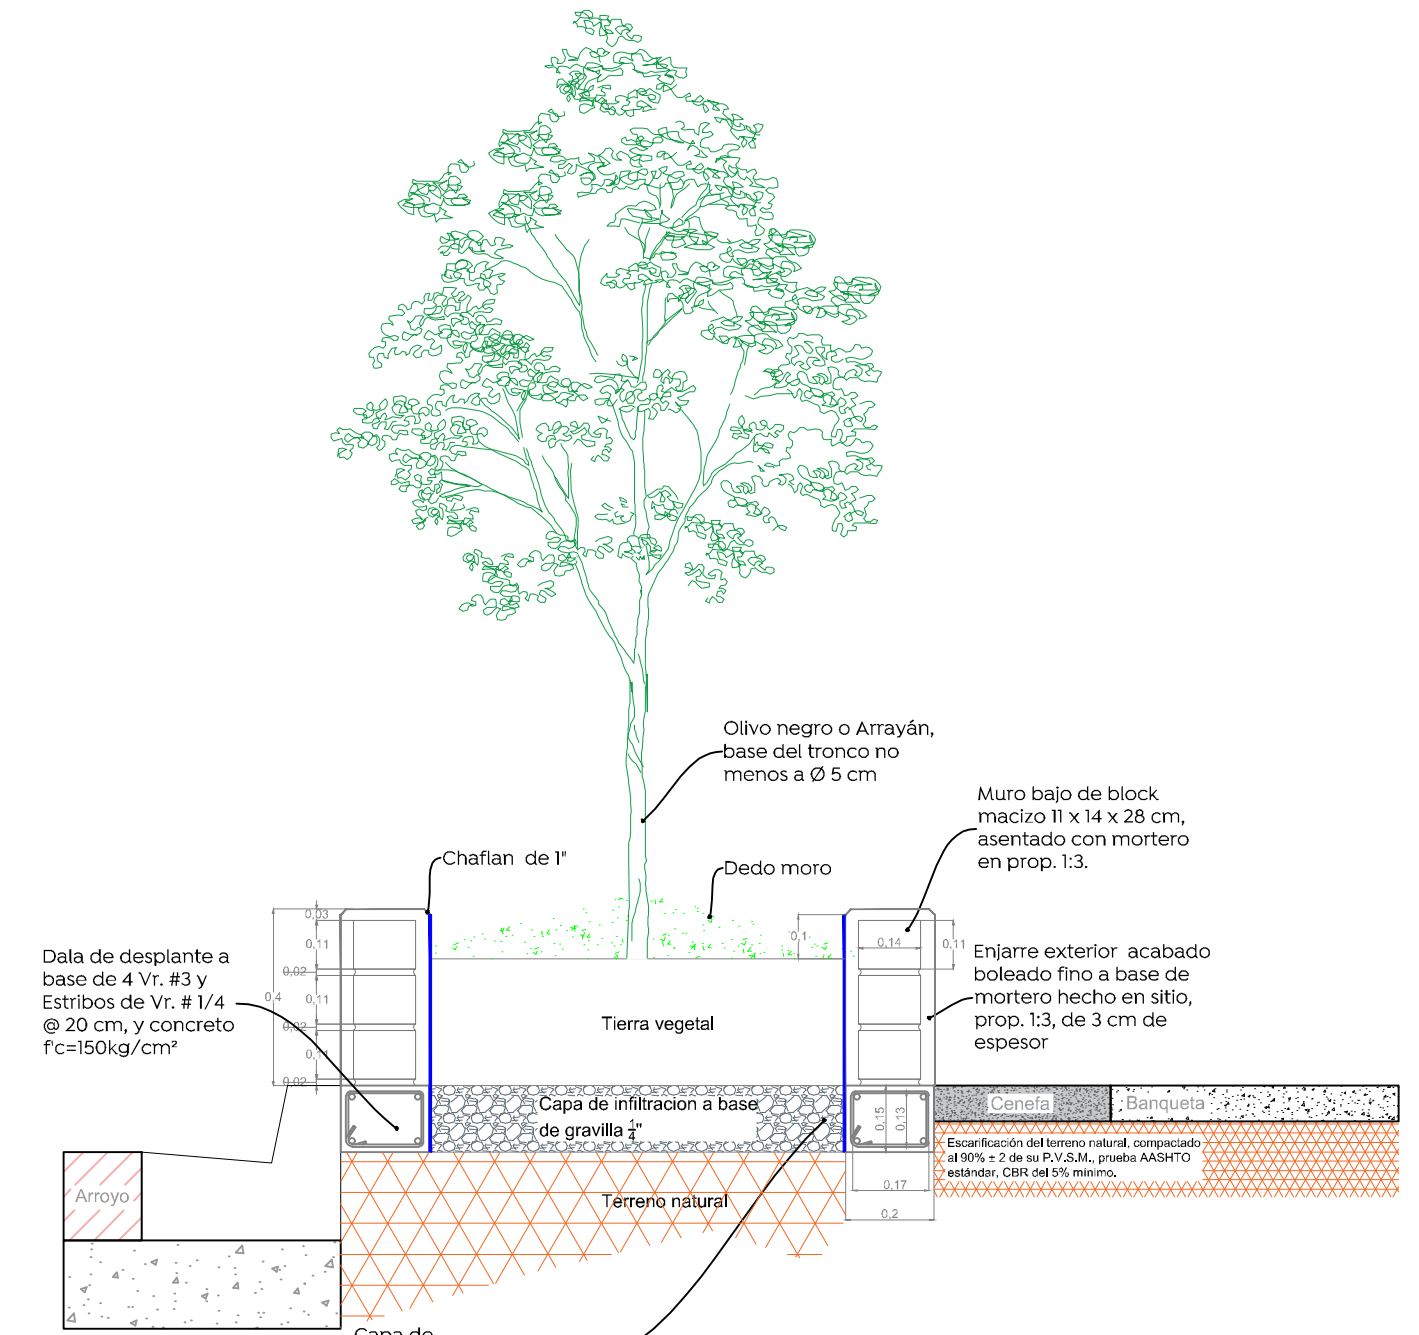 Olivo negro o Arrayán,
base del tronco no
menos a Ø 5 cm
Muro bajo de block
macizo 11 x 14 x 28 cm,
asentado con mortero
en prop. 1:3.
Chaflan de 1"
Dedo moro
Dala de desplante a
base de 4 Vr. #3 y
Estribos de Vr. # 1/4
@ 20 cm, y concreto
f'c=150kg/cm²
Enjarre exterior acabado
boleado fino a base de
mortero hecho en sitio,
prop. 1:3, de 3 cm de
espesor
0,03
0,11
0,02
0,4
0,11
0,02
0,11
0,02
0,1
0,14
0,11
Tierra vegetal
Capa de infiltracion a base
de gravilla 1/4"
0,15
0,13
Cenefa
Banqueta
Escarificación del terreno natural, compactado
al 90% ± 2 de su P.V.S.M., prueba AASHTO
estándar, CBR del 5% mínimo.
0,17
0,2
Arroyo
Terreno natural
Capa de